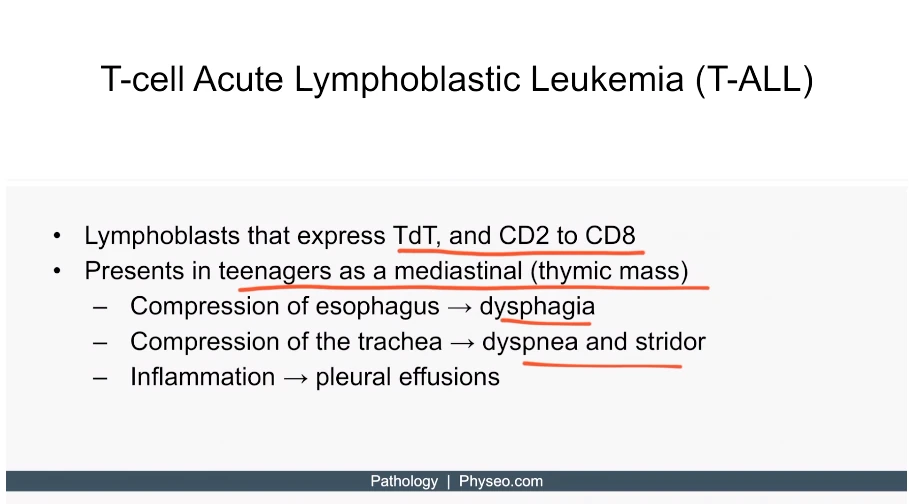 T-cell Acute Lymphoblastic Leukemia (T-ALL)
• Lymphoblasts that express TdT, and CD2 to CD8
• Presents in teenagers as a mediastinal (thymic mass)
– Compression of esophagus → dysphagia
– Compression of the trachea → dyspnea and stridor
– Inflammation → pleural effusions
Pathology | Physeo.com